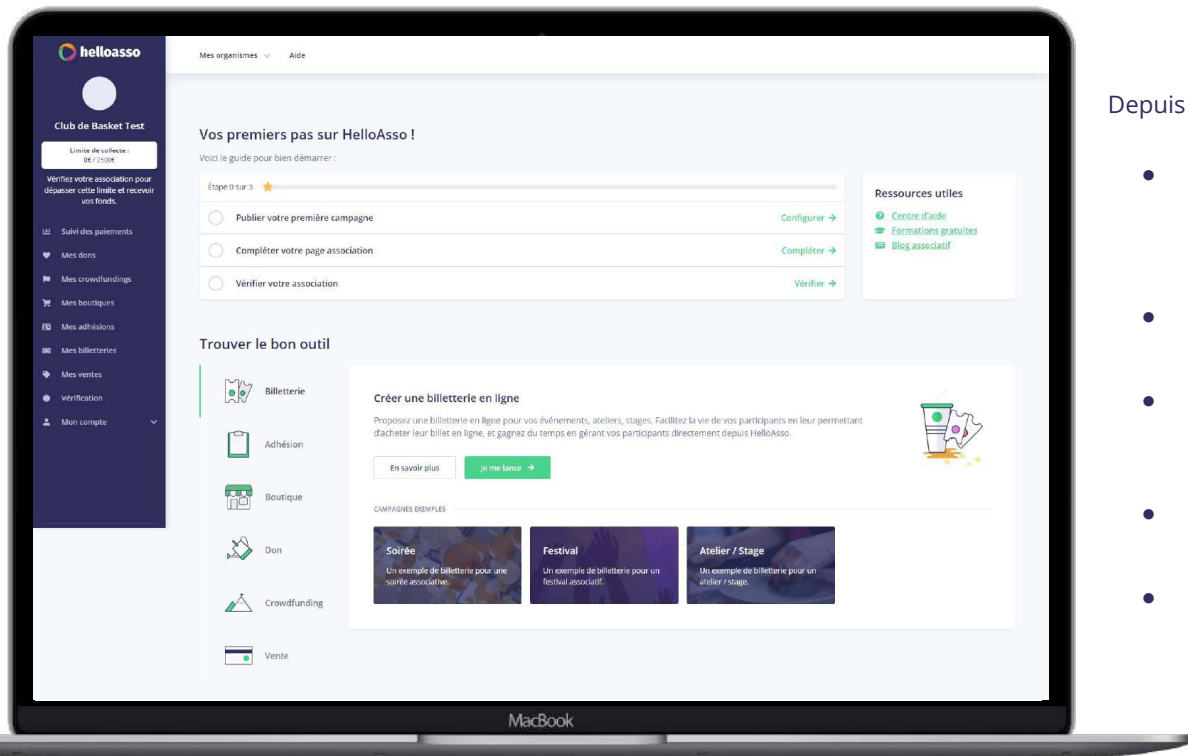 helloasso
Mes organismes
Aide
Club de Basket Test
Limite de collecte :
0€ / 2500€
Vérifiez votre association pour
dépasser cette limite et recevoir
vos fonds.
Suivi des paiements
Mes dons
Mes crowdfundings
Mes boutiques
Mes adhésions
Mes billetteries
Mes ventes
Vérification
Mon compte
Vos premiers pas sur HelloAsso !
Voici le guide pour bien démarrer :
Étape 0 sur 3
Publier votre première campagne
Configurer →
Compléter votre page association
Compléter →
Vérifier votre association
Vérifier →
Ressources utiles
Centre d'aide
Formations gratuites
Blog associatif
Trouver le bon outil
Billetterie
Adhésion
Boutique
Don
Crowdfunding
Vente
Créer une billetterie en ligne
Proposez une billetterie en ligne pour vos événements, ateliers, stages. Facilitez la vie de vos participants en leur permettant
d'acheter leur billet en ligne, et gagnez du temps en gérant vos participants directement depuis HelloAsso.
En savoir plus
Je me lance →
CAMPAGNES EXEMPLES
Soirée
Un exemple de billetterie pour une
soirée associative.
Festival
Un exemple de billetterie pour un
festival associatif.
Atelier / Stage
Un exemple de billetterie pour un
atelier / stage.
MacBook
Depuis